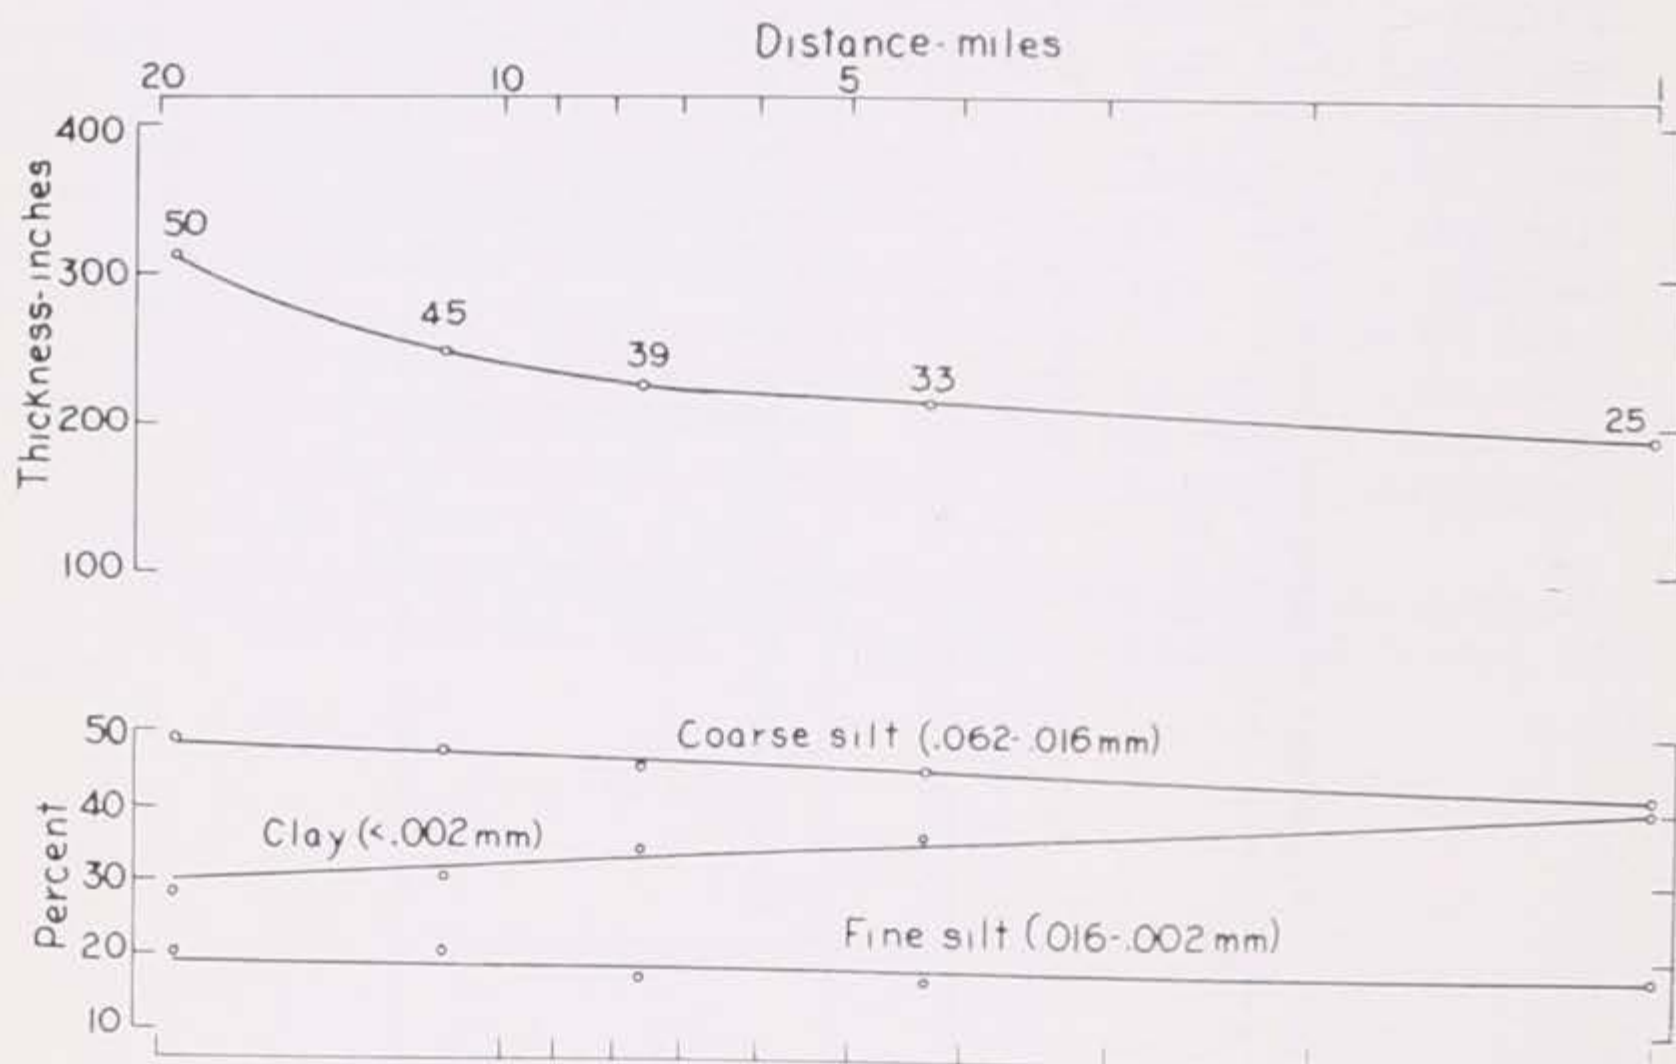 Distance-miles
20 10 5
Thickness-inches
400
300
200
100
50
45
39
33
25
Percent
50
40
30
20
10
Coarse silt (.062-.016mm)
Clay (<.002mm)
Fine silt (016-.002mm)